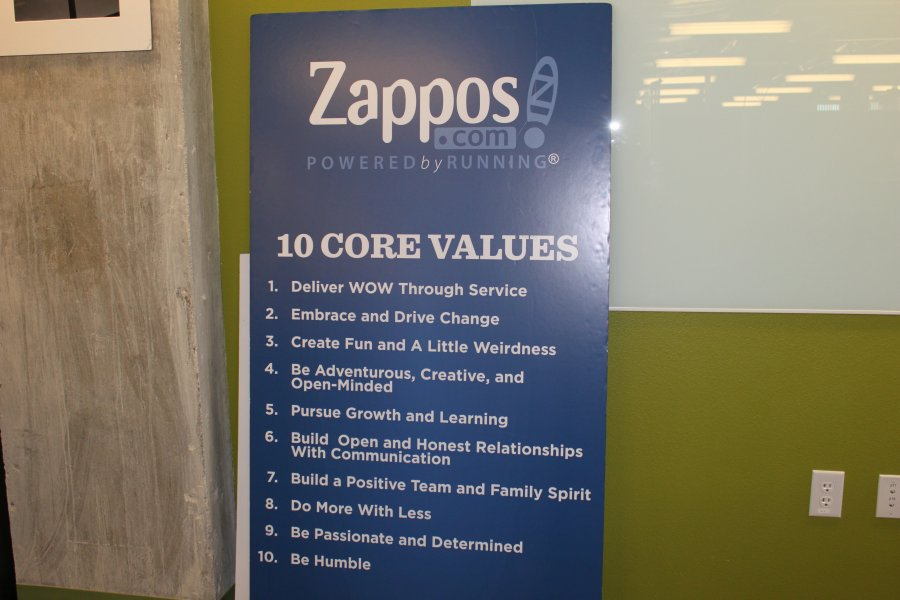 Zappos
.com
POWERED by RUNNING®
10 CORE VALUES
1. Deliver WOW Through Service
2. Embrace and Drive Change
3. Create Fun and A Little Weirdness
4. Be Adventurous, Creative, and
Open-Minded
5. Pursue Growth and Learning
6. Build Open and Honest Relationships
With Communication
7. Build a Positive Team and Family Spirit
8. Do More With Less
9. Be Passionate and Determined
10. Be Humble